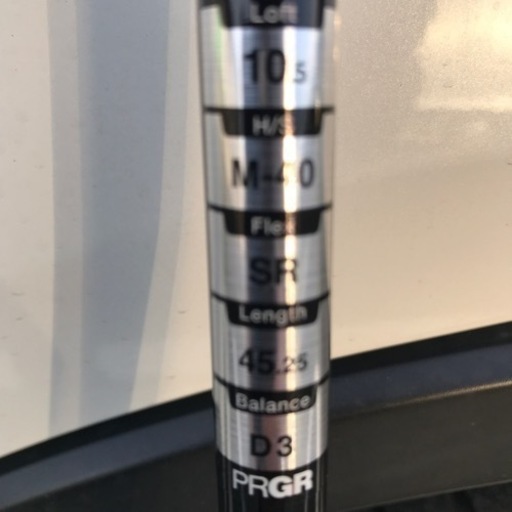 Loft
10.5
H/S
M-40
Flex
SR
Length
45.25
Balance
D3
PRGR